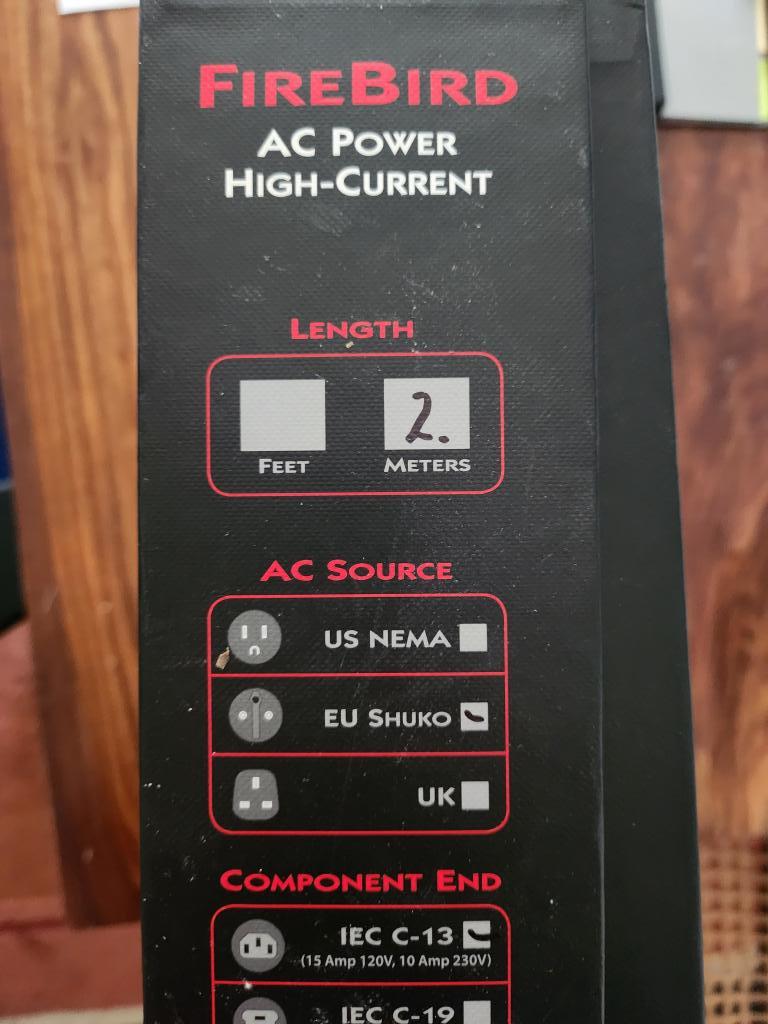 FIREBIRD
AC POWER
HIGH-CURRENT
LENGTH
2.
FEET METERS
AC SOURCE
US NEMA
EU SHUKO
UK
COMPONENT END
IEC C-13
(15 Amp 120V, 10 Amp 230V)
IEC C-19